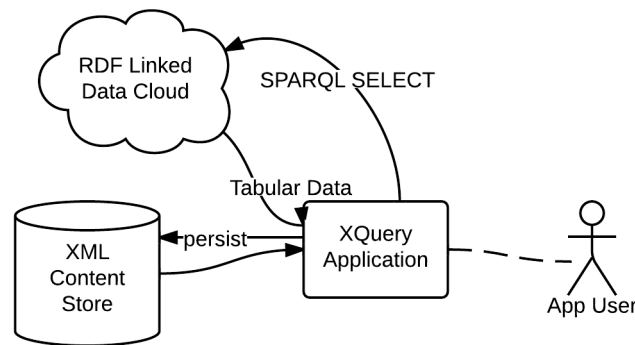 RDF Linked
Data Cloud
SPARQL SELECT
Tabular Data
XML
Content
Store
persist
XQuery
Application
App User